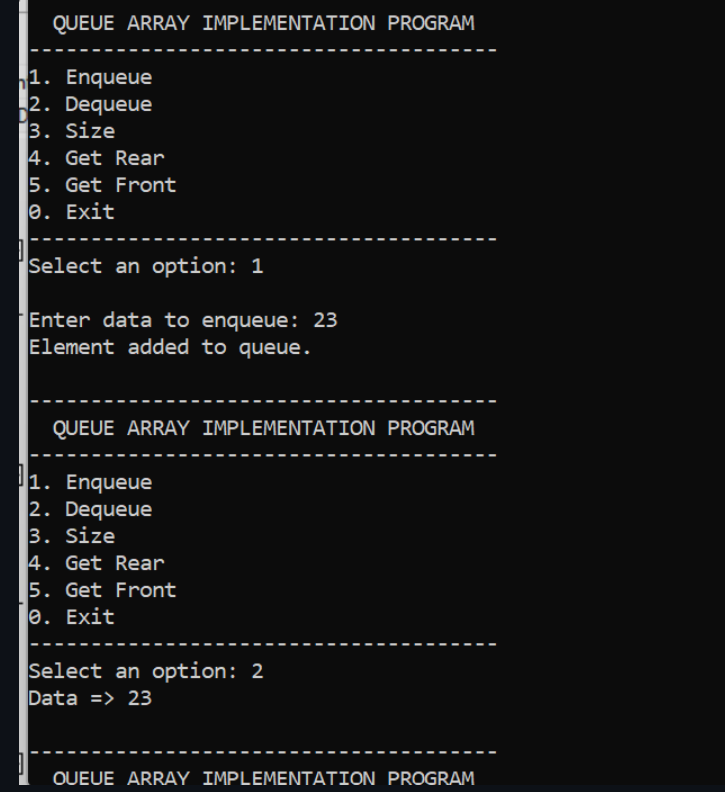 QUEUE ARRAY IMPLEMENTATION PROGRAM
--------------------------------------
1. Enqueue
2. Dequeue
3. Size
4. Get Rear
5. Get Front
0. Exit
--------------------------------------
Select an option: 1
Enter data to enqueue: 23
Element added to queue.
--------------------------------------
QUEUE ARRAY IMPLEMENTATION PROGRAM
--------------------------------------
1. Enqueue
2. Dequeue
3. Size
4. Get Rear
5. Get Front
0. Exit
--------------------------------------
Select an option: 2
Data => 23
--------------------------------------
QUEUE ARRAY IMPLEMENTATION PROGRAM